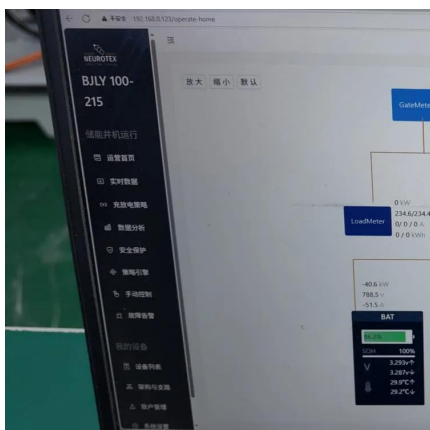 不安全 192.168.0.123/operate-home
NEUROTEX
BJLY 100-
215
储能并机运行
运营首页
实时数据
充放电策略
数据分析
安全保护
策略引擎
手动控制
故障告警
我的设备
设备列表
架构与支路
放大 缩小 默认
GateMete
LoadMeter
0 kW
234.6/234.4
0/ 0 / 0 A
0 / 0 kWh
-40.6 kW
788.5 V
-51.5 A
BAT
SOH 100%
V 3.293v↑
3.287v↓
29.9℃↑
29.2℃↓